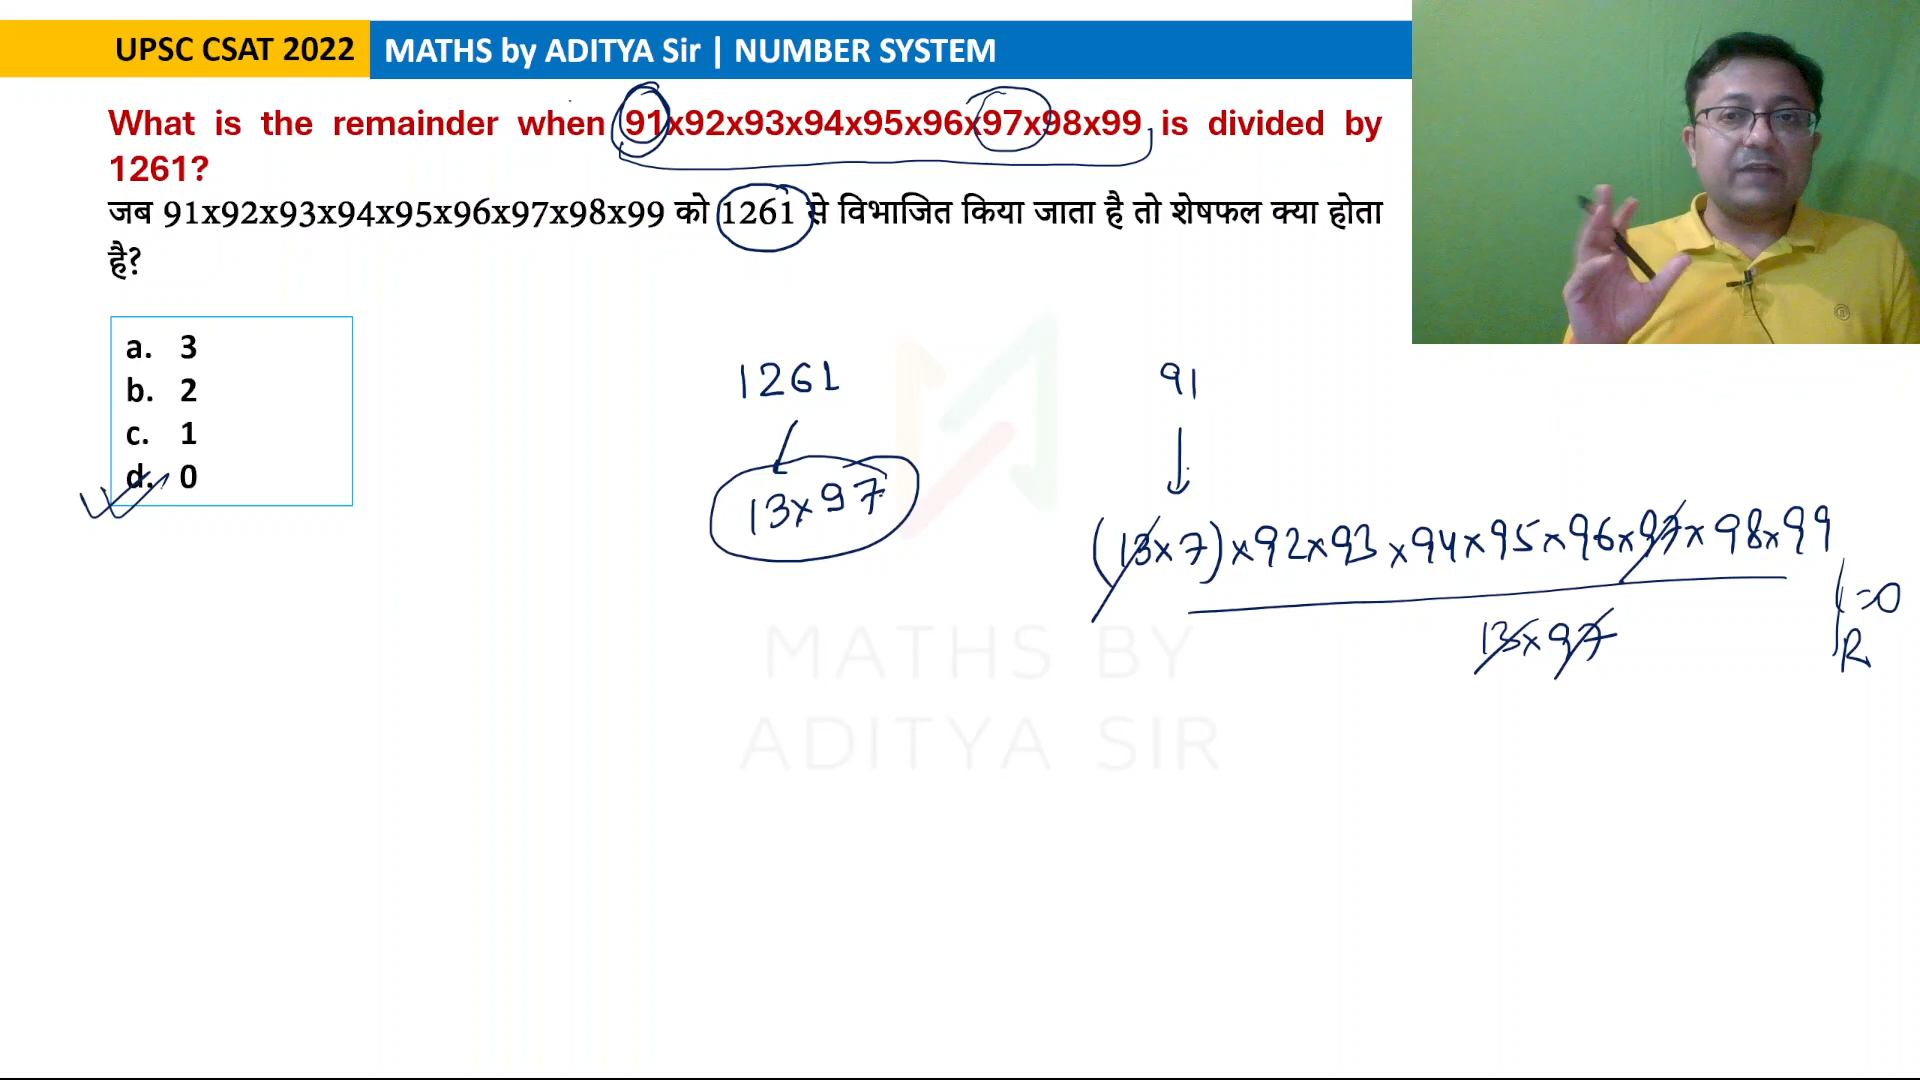 UPSC CSAT 2022 MATHS by ADITYA Sir | NUMBER SYSTEM
What is the remainder when 91x92x93x94x95x96x97x98x99 is divided by
1261?
जब 91x92x93x94x95x96x97x98x99 को 1261 से विभाजित किया जाता है तो शेषफल क्या होता
है?
a. 3
b. 2
c. 1
d. 0
1261
13x97
91
(13x7)x92x93x94x95x96x97x98x99
13x97
=0
R
MATHS BY
ADITYA SIR